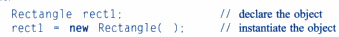 Rectangle rect1; // declare the object
rect1 = new Rectangle( ); // instantiate the object